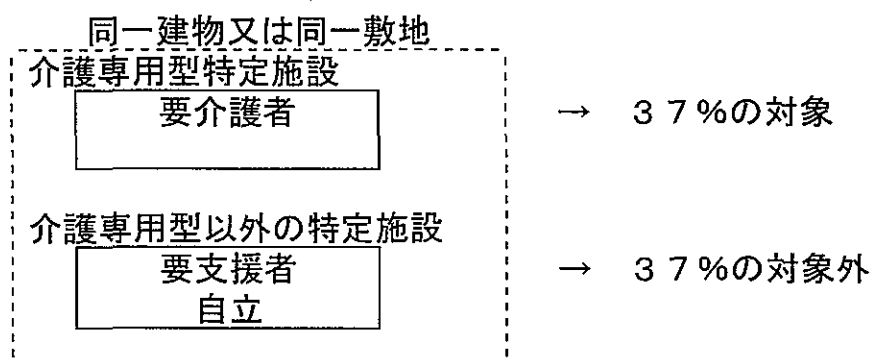 同一建物又は同一敷地
介護専用型特定施設
要介護者 → 37%の対象
介護専用型以外の特定施設
要支援者 → 37%の対象外
自立